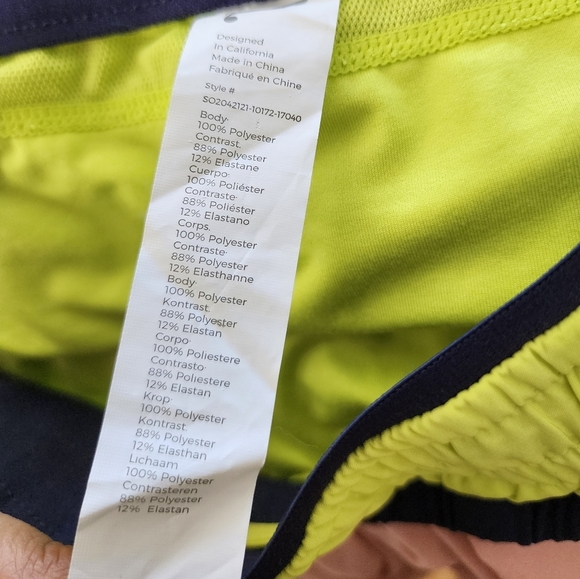 Designed
In California
Made in China
Fabriqué en Chine
Style #
SO2042121-10172-17040
Body:
100% Polyester
Contrast:
88% Polyester
12% Elastane
Cuerpo:
100% Poliéster
Contraste:
88% Poliéster
12% Elastano
Corps:
100% Polyester
Contraste:
88% Polyester
12% Elasthanne
Body:
100% Polyester
Kontrast:
88% Polyester
12% Elastan
Corpo:
100% Poliestere
Contrasto:
88% Poliestere
12% Elastan
Krop:
100% Polyester
Kontrast:
88% Polyester
12% Elasthan
Lichaam
100% Polyester
Contrasteren
88% Polyester
12% Elastan